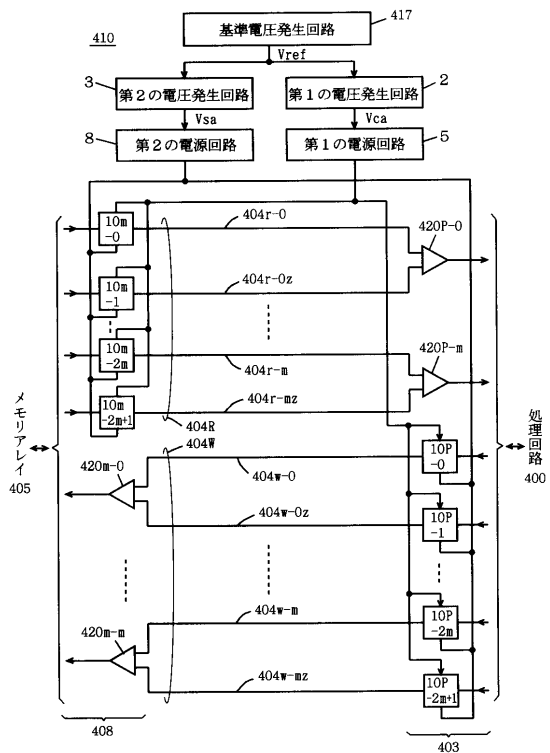 410
基準電圧発生回路
417
Vref
3
第2の電圧発生回路
第1の電圧発生回路
2
Vsa
Vca
8
第2の電源回路
第1の電源回路
5
10m
-0
404r-0
420P-0
10m
-1
404r-0z
10m
-2m
404r-m
420P-m
10m
-2m+1
404r-mz
404R
404W
メモリアレイ
405
処理回路
400
420m-0
404w-0
10P
-0
404w-0z
10P
-1
420m-m
404w-m
10P
-2m
404w-mz
10P
-2m+1
408
403